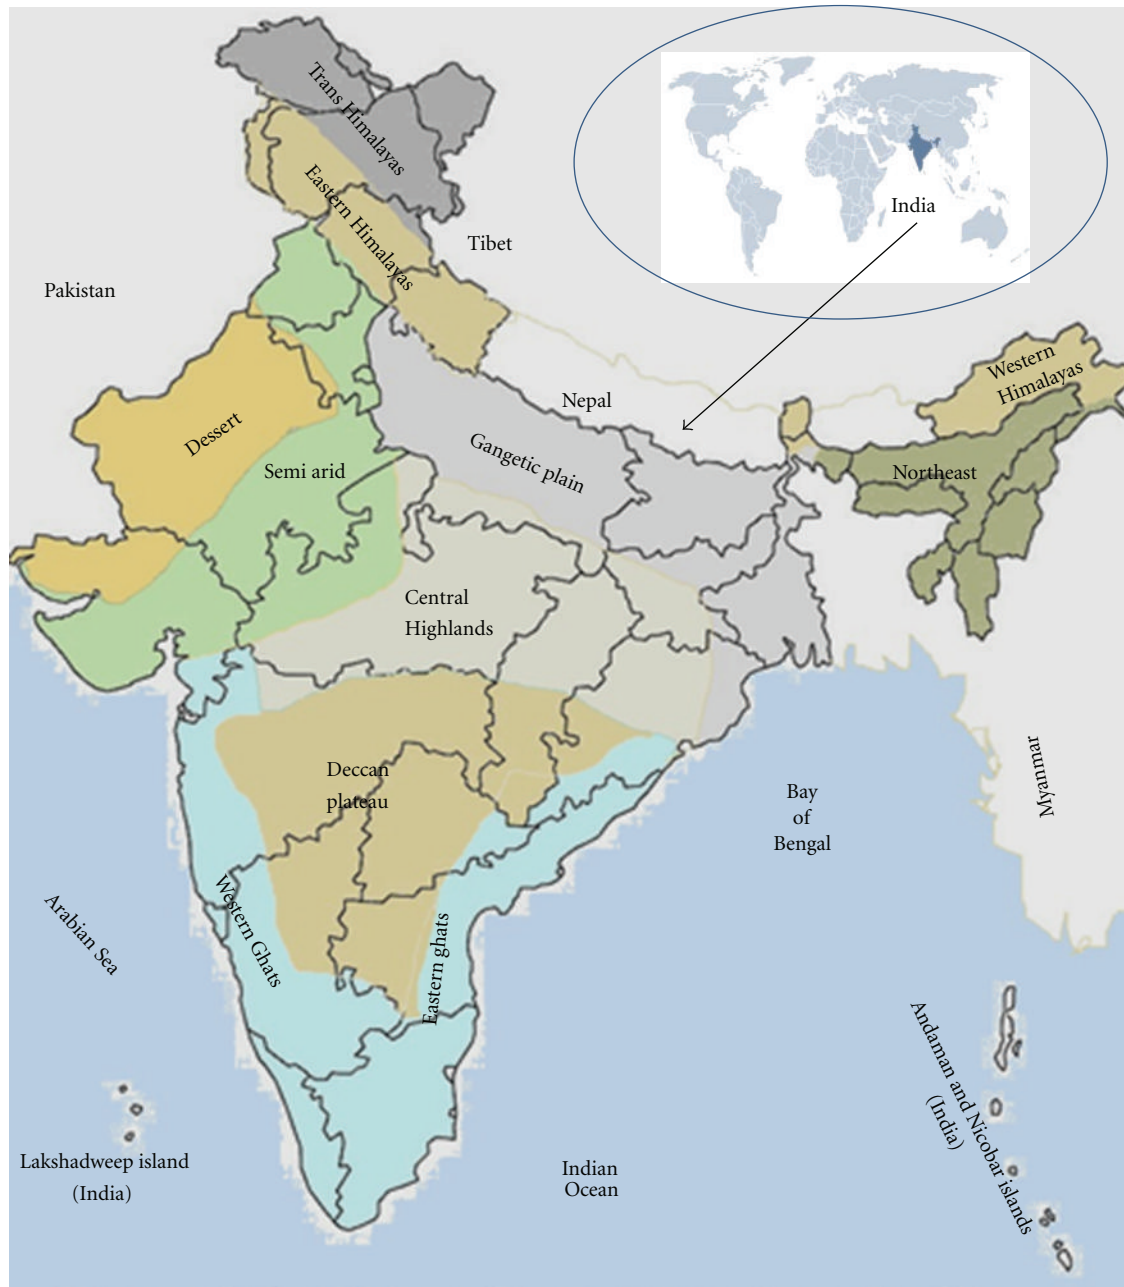 Trans Himalayas
India
Eastern Himalayas
Tibet
Pakistan
Western
Himalayas
Nepal
Dessert
Gangetic plain
Semi arid
Northeast
Central
Highlands
Deccan
plateau
Myanmar
Bay
of
Bengal
Western Ghats
Eastern ghats
Arabian Sea
Andaman and Nicobar islands
(India)
Lakshadweep island
(India)
Indian
Ocean